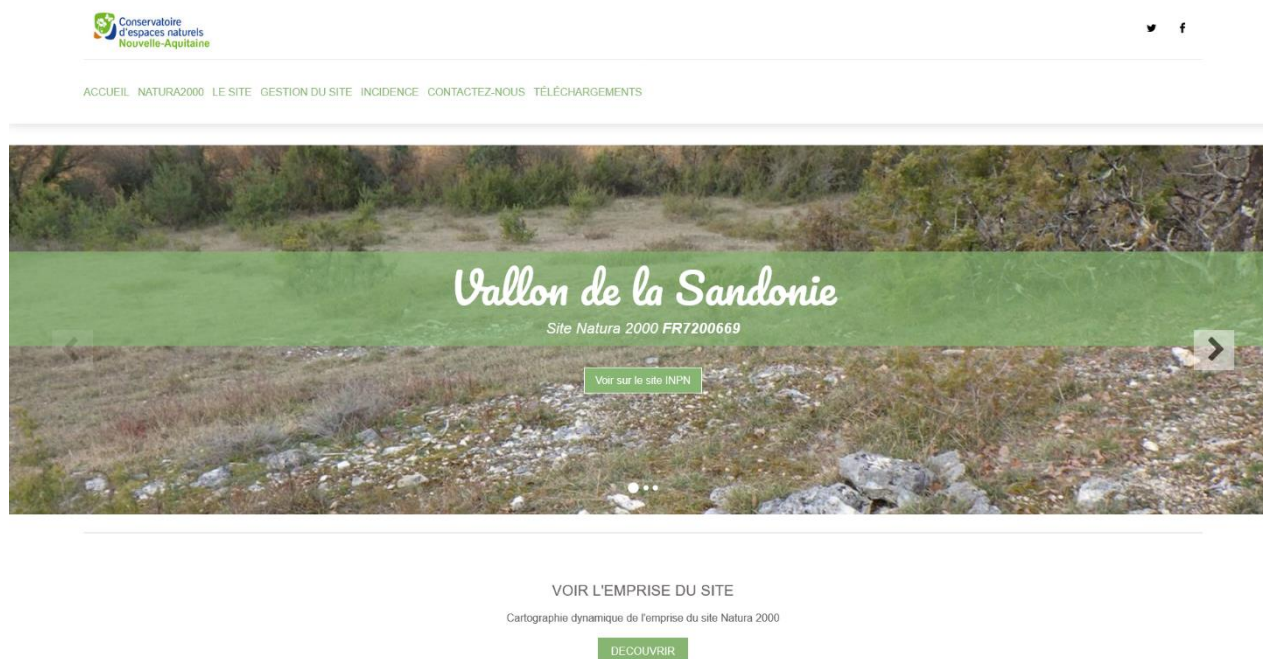 Conservatoire
d'espaces naturels
Nouvelle-Aquitaine
ACCUEIL NATURA2000 LE SITE GESTION DU SITE INCIDENCE CONTACTEZ-NOUS TÉLÉCHARGEMENTS
Vallon de la Sandonie
Site Natura 2000 FR7200669
Voir sur le site INPN
VOIR L'EMPRISE DU SITE
Cartographie dynamique de l'emprise du site Natura 2000
DECOUVRIR